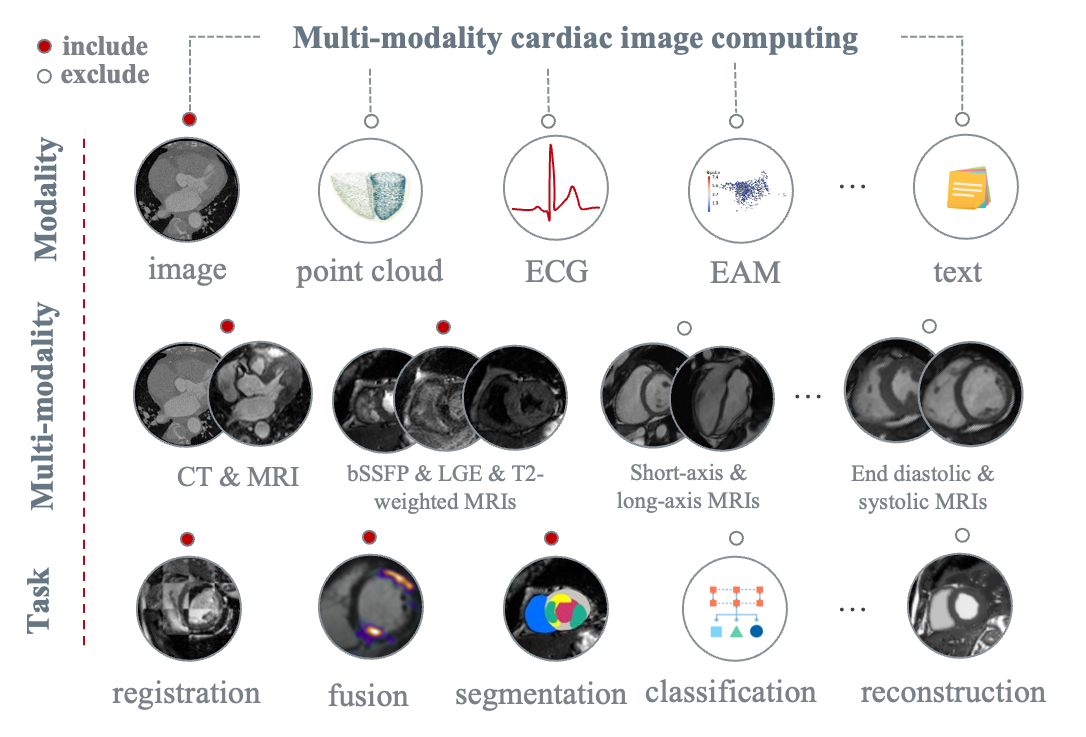 include
exclude
Multi-modality cardiac image computing
Modality
image
point cloud
ECG
EAM
...
text
Multi-modality
CT & MRI
bSSFP & LGE & T2-
weighted MRIs
Short-axis &
long-axis MRIs
...
End diastolic &
systolic MRIs
Task
registration
fusion
segmentation
classification
...
reconstruction